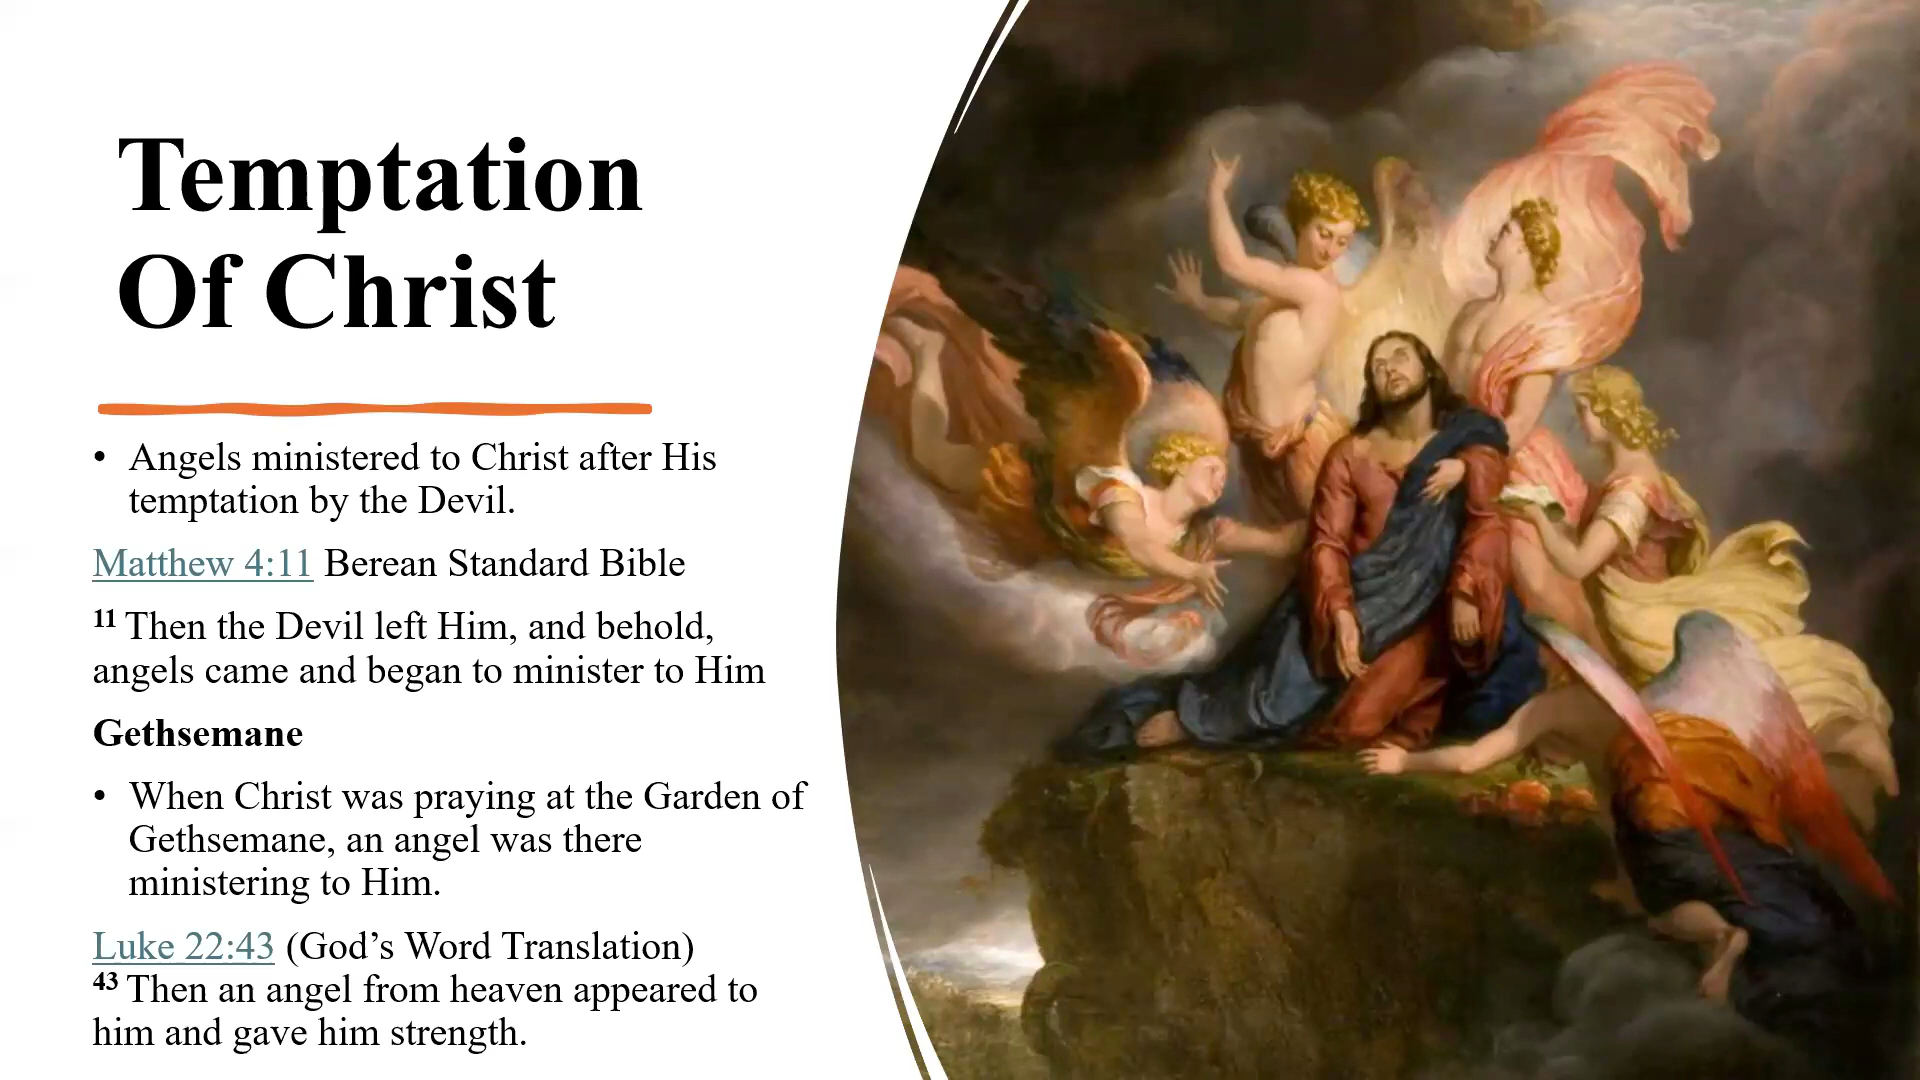 Temptation
Of Christ
• Angels ministered to Christ after His
temptation by the Devil.
Matthew 4:11 Berean Standard Bible
11 Then the Devil left Him, and behold,
angels came and began to minister to Him
Gethsemane
• When Christ was praying at the Garden of
Gethsemane, an angel was there
ministering to Him.
Luke 22:43 (God’s Word Translation)
43 Then an angel from heaven appeared to
him and gave him strength.